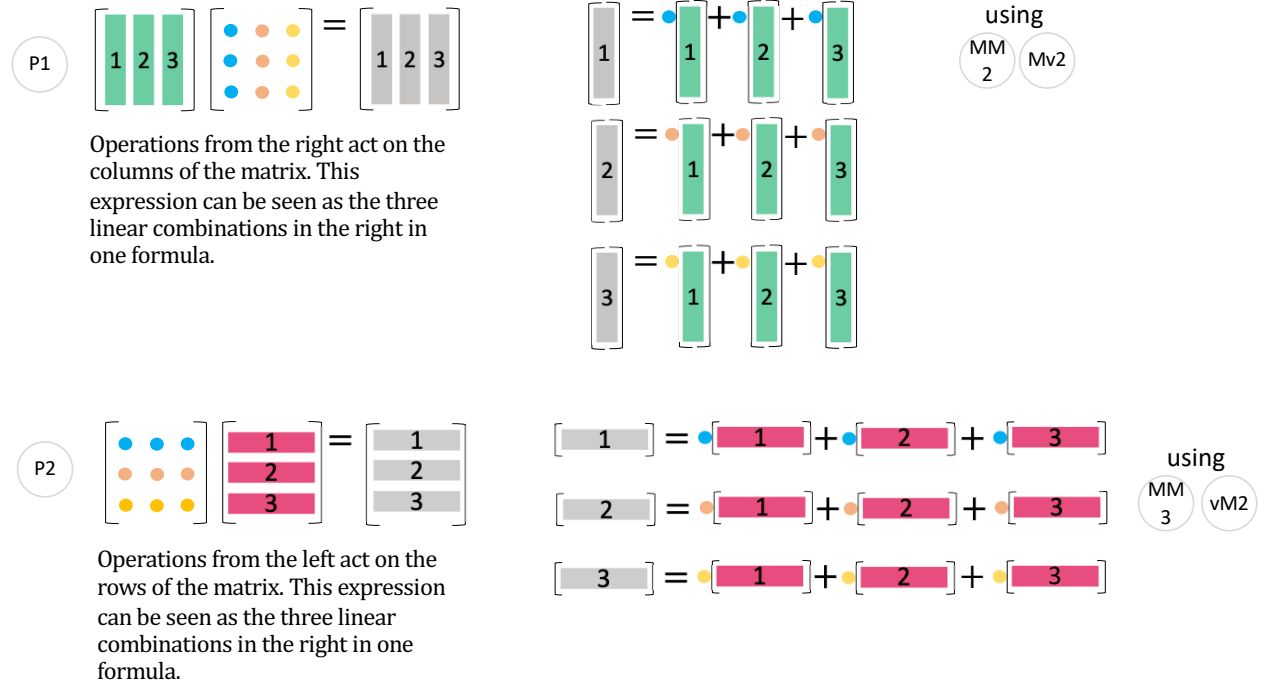 P1
1 2 3 = 1 2 3
Operations from the right act on the
columns of the matrix. This
expression can be seen as the three
linear combinations in the right in
one formula.
1 = 1 + 2 + 3
2 = 1 + 2 + 3
3 = 1 + 2 + 3
using
MM
2
Mv2
P2
1 = 1
2 2
3 3
Operations from the left act on the
rows of the matrix. This expression
can be seen as the three linear
combinations in the right in one
formula.
1 = 1 + 2 + 3
2 = 1 + 2 + 3
3 = 1 + 2 + 3
using
MM
3
vM2